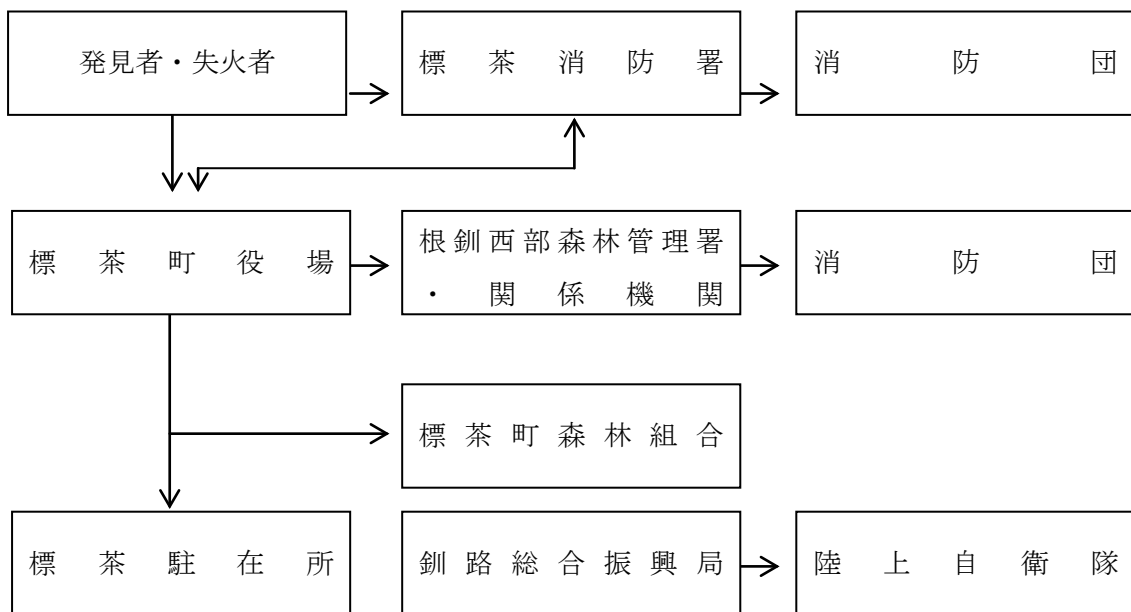 発見者・失火者
標茶消防署
消防団
標茶町役場
根釧西部森林管理署
・関係機関
消防団
標茶町森林組合
標茶駐在所
釧路総合振興局
陸上自衛隊